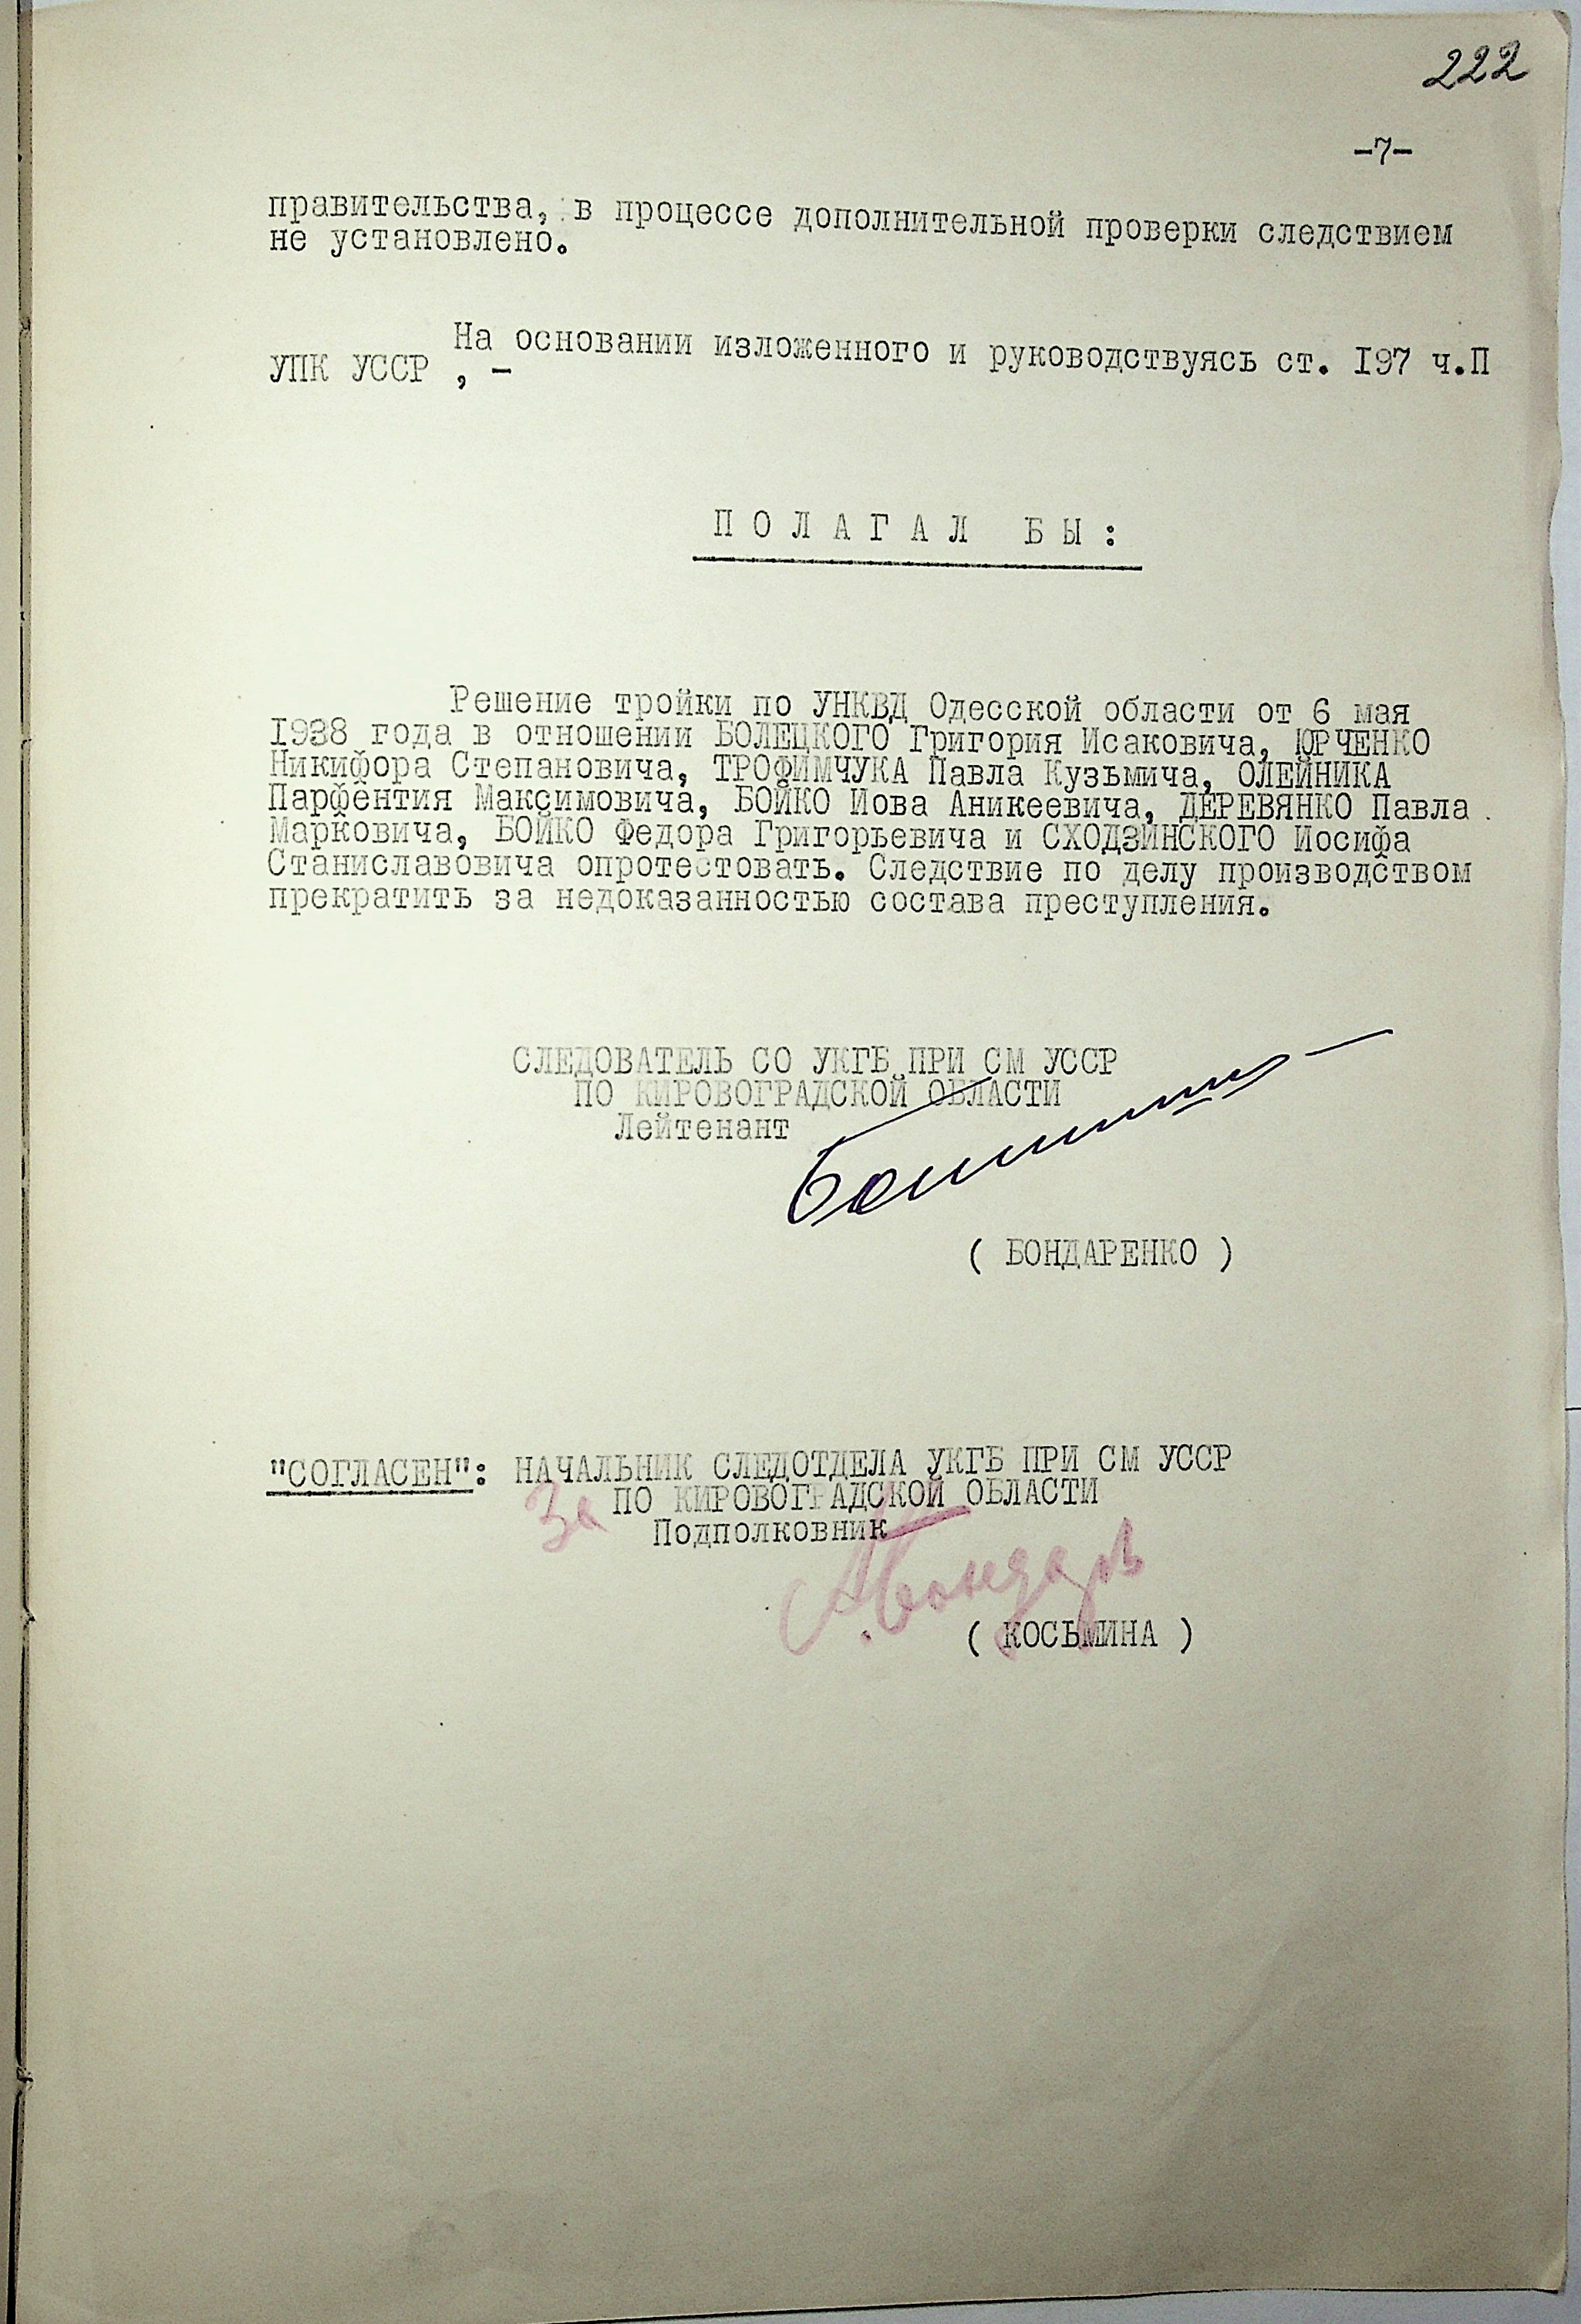 222
-7-
правительства, в процессе дополнительной проверки следствием
не установлено.
На основании изложенного и руководствуясь ст. I97 ч.П
УПК УССР , -
П О Л А Г А Л  Б Ы :
Решение тройки по УНКВД Одесской области от 6 мая
I938 года в отношении БОЛЕЦКОГО Григория Исаковича, ЮРЧЕНКО
Никифора Степановича, ТРОФИМЧУКА Павла Кузьмича, ОЛЕЙНИКА
Парфентия Максимовича, БОЙКО Иова Аникеевича, ДЕРЕВЯНКО Павла
Марковича, БОЙКО Федора Григорьевича и СХОДЗИНСКОГО Иосифа
Станиславовича опротестовать. Следствие по делу производством
прекратить за недоказанностью состава преступления.
СЛЕДОВАТЕЛЬ СО УКГБ ПРИ СМ УССР
ПО КИРОВОГРАДСКОЙ ОБЛАСТИ
Лейтенант
( БОНДАРЕНКО )
"СОГЛАСЕН": НАЧАЛЬНИК СЛЕДОТДЕЛА УКГБ ПРИ СМ УССР
За ПО КИРОВОГРАДСКОЙ ОБЛАСТИ
Подполковник
( КОСЬМИНА )